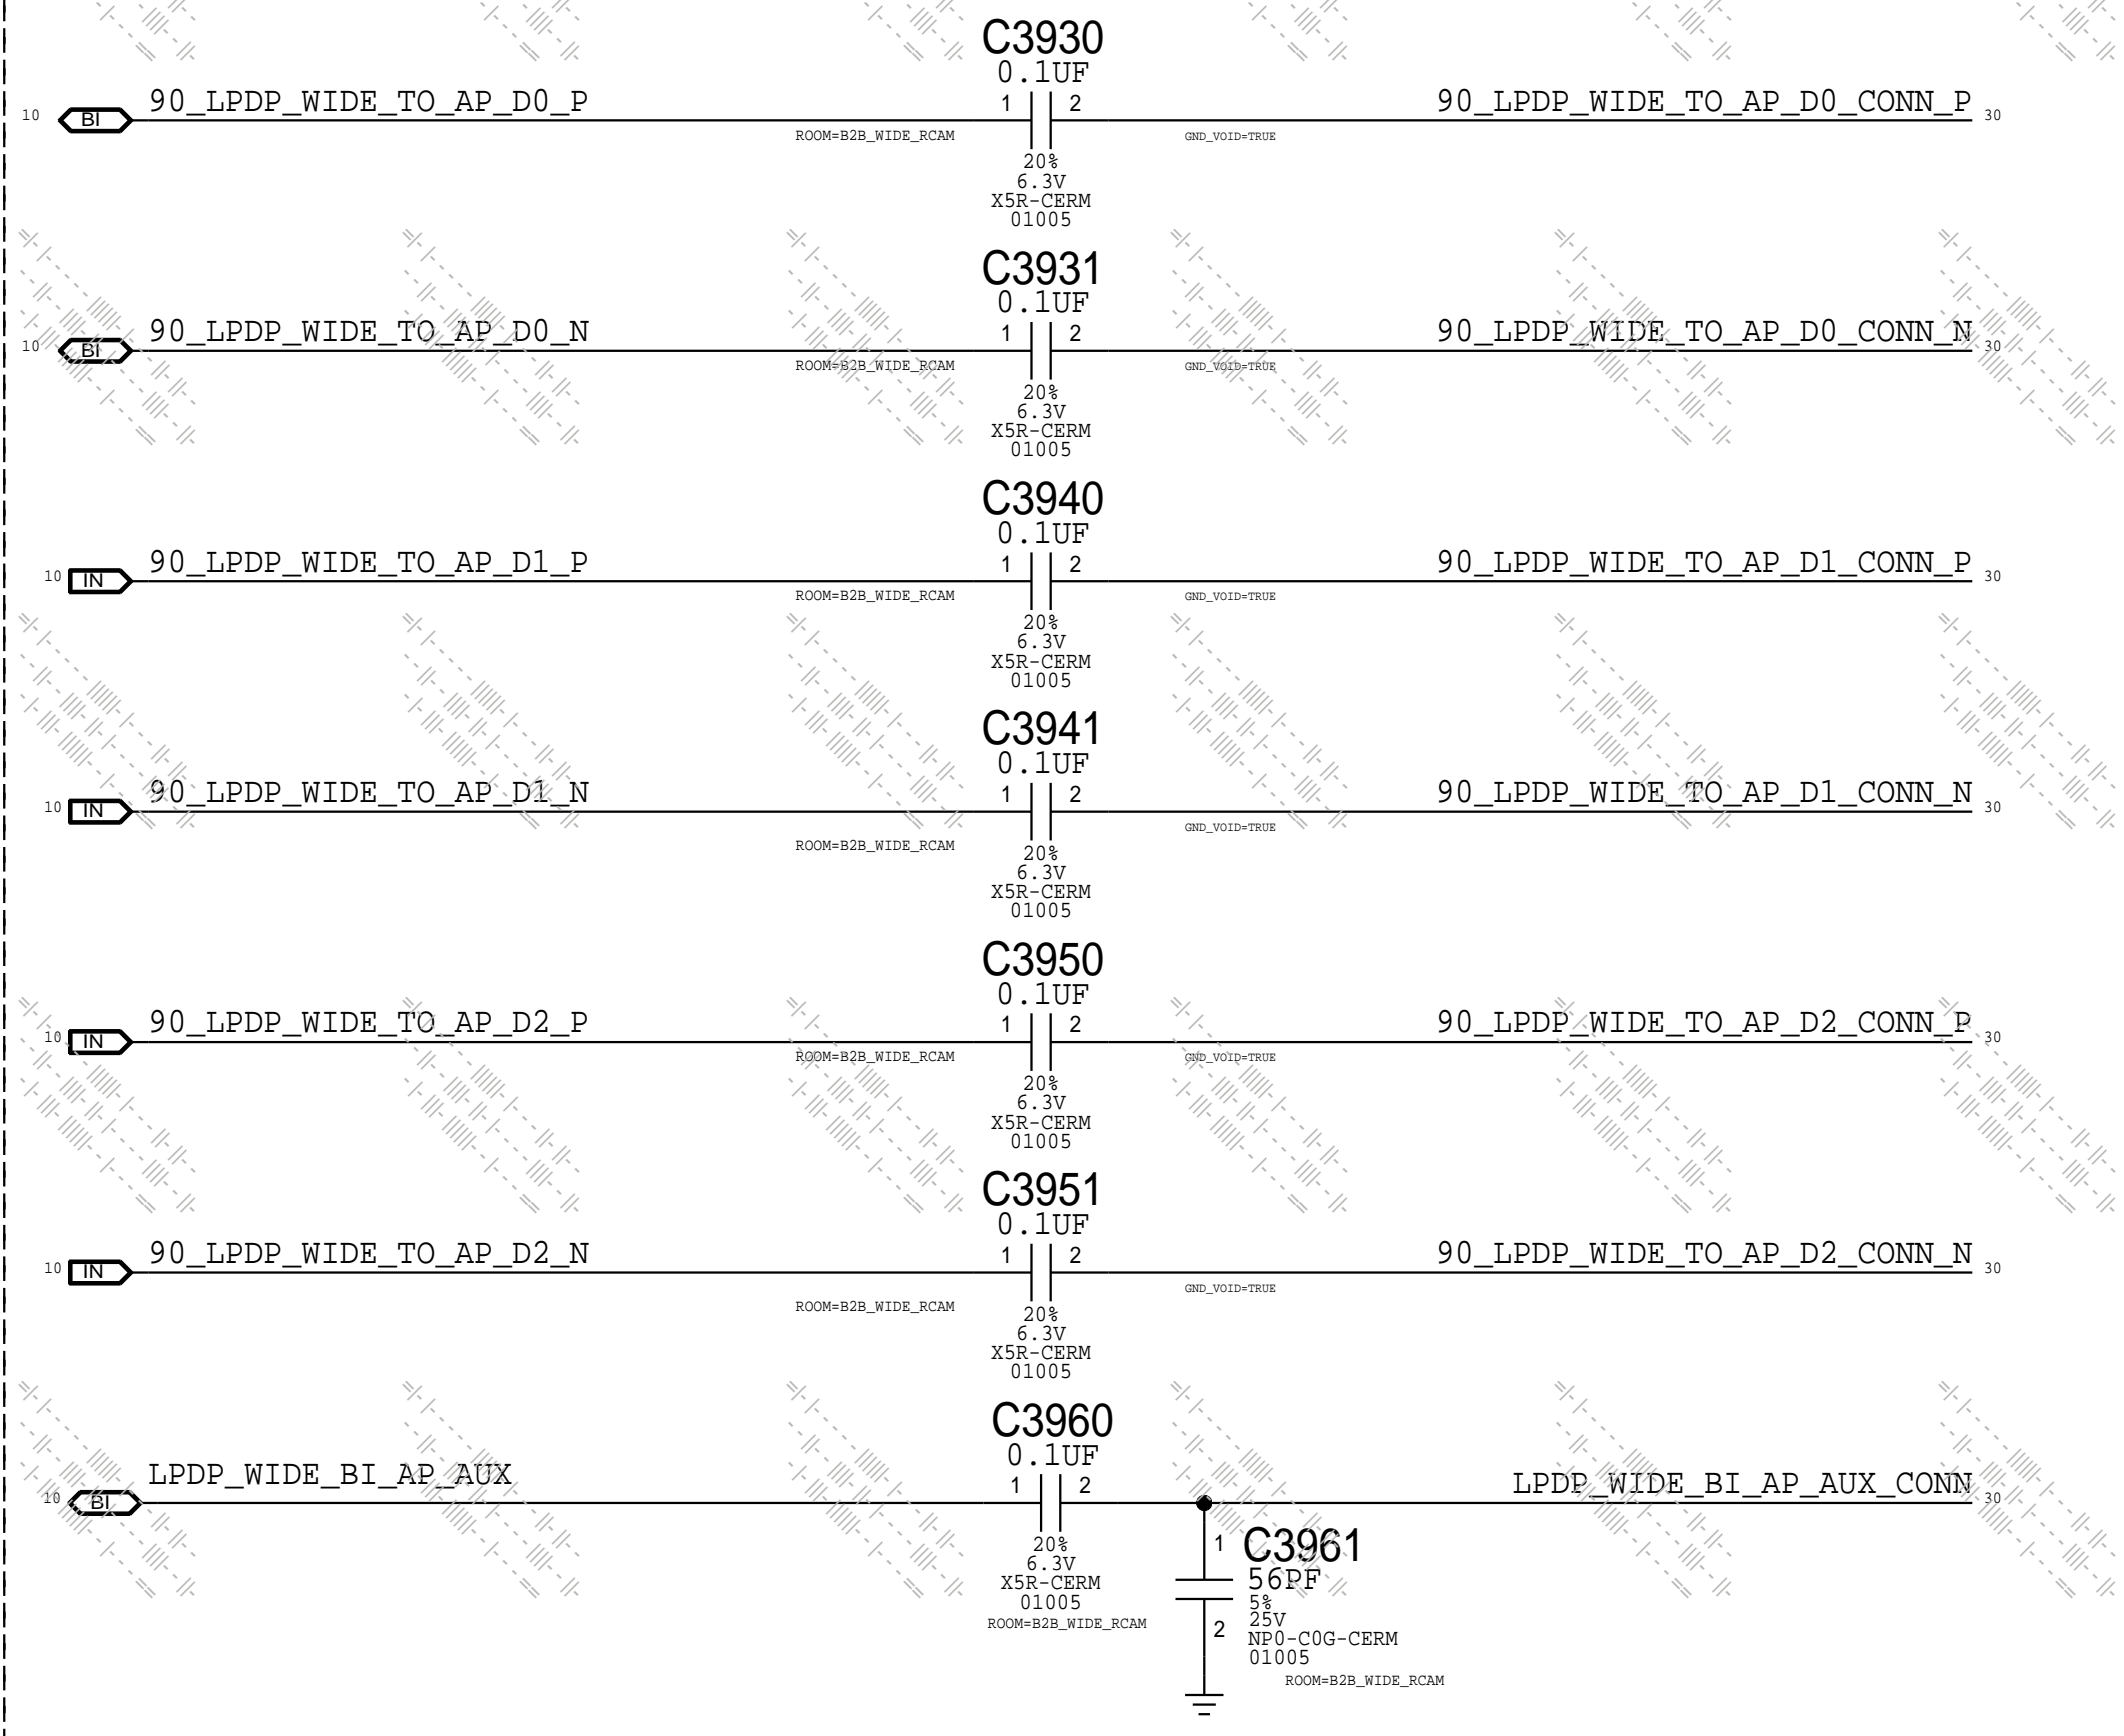 C3930
0.1UF
10 BI 90_LPDP_WIDE_TO_AP_D0_P 1 2 90_LPDP_WIDE_TO_AP_D0_CONN_P 30
ROOM=B2B_WIDE_RCAM GND_VOID=TRUE
20%
6.3V
X5R-CERM
01005
C3931
0.1UF
10 BI 90_LPDP_WIDE_TO_AP_D0_N 1 2 90_LPDP_WIDE_TO_AP_D0_CONN_N 30
ROOM=B2B_WIDE_RCAM GND_VOID=TRUE
20%
6.3V
X5R-CERM
01005
C3940
0.1UF
10 IN 90_LPDP_WIDE_TO_AP_D1_P 1 2 90_LPDP_WIDE_TO_AP_D1_CONN_P 30
ROOM=B2B_WIDE_RCAM GND_VOID=TRUE
20%
6.3V
X5R-CERM
01005
C3941
0.1UF
10 IN 90_LPDP_WIDE_TO_AP_D1_N 1 2 90_LPDP_WIDE_TO_AP_D1_CONN_N 30
ROOM=B2B_WIDE_RCAM GND_VOID=TRUE
20%
6.3V
X5R-CERM
01005
C3950
0.1UF
10 IN 90_LPDP_WIDE_TO_AP_D2_P 1 2 90_LPDP_WIDE_TO_AP_D2_CONN_P 30
ROOM=B2B_WIDE_RCAM GND_VOID=TRUE
20%
6.3V
X5R-CERM
01005
C3951
0.1UF
10 IN 90_LPDP_WIDE_TO_AP_D2_N 1 2 90_LPDP_WIDE_TO_AP_D2_CONN_N 30
ROOM=B2B_WIDE_RCAM GND_VOID=TRUE
20%
6.3V
X5R-CERM
01005
C3960
0.1UF
10 BI LPDP_WIDE_BI_AP_AUX 1 2 LPDP_WIDE_BI_AP_AUX_CONN 30
20%
6.3V
X5R-CERM
01005
ROOM=B2B_WIDE_RCAM
1 C3961
56PF
5%
25V
2 NP0-C0G-CERM
01005
ROOM=B2B_WIDE_RCAM